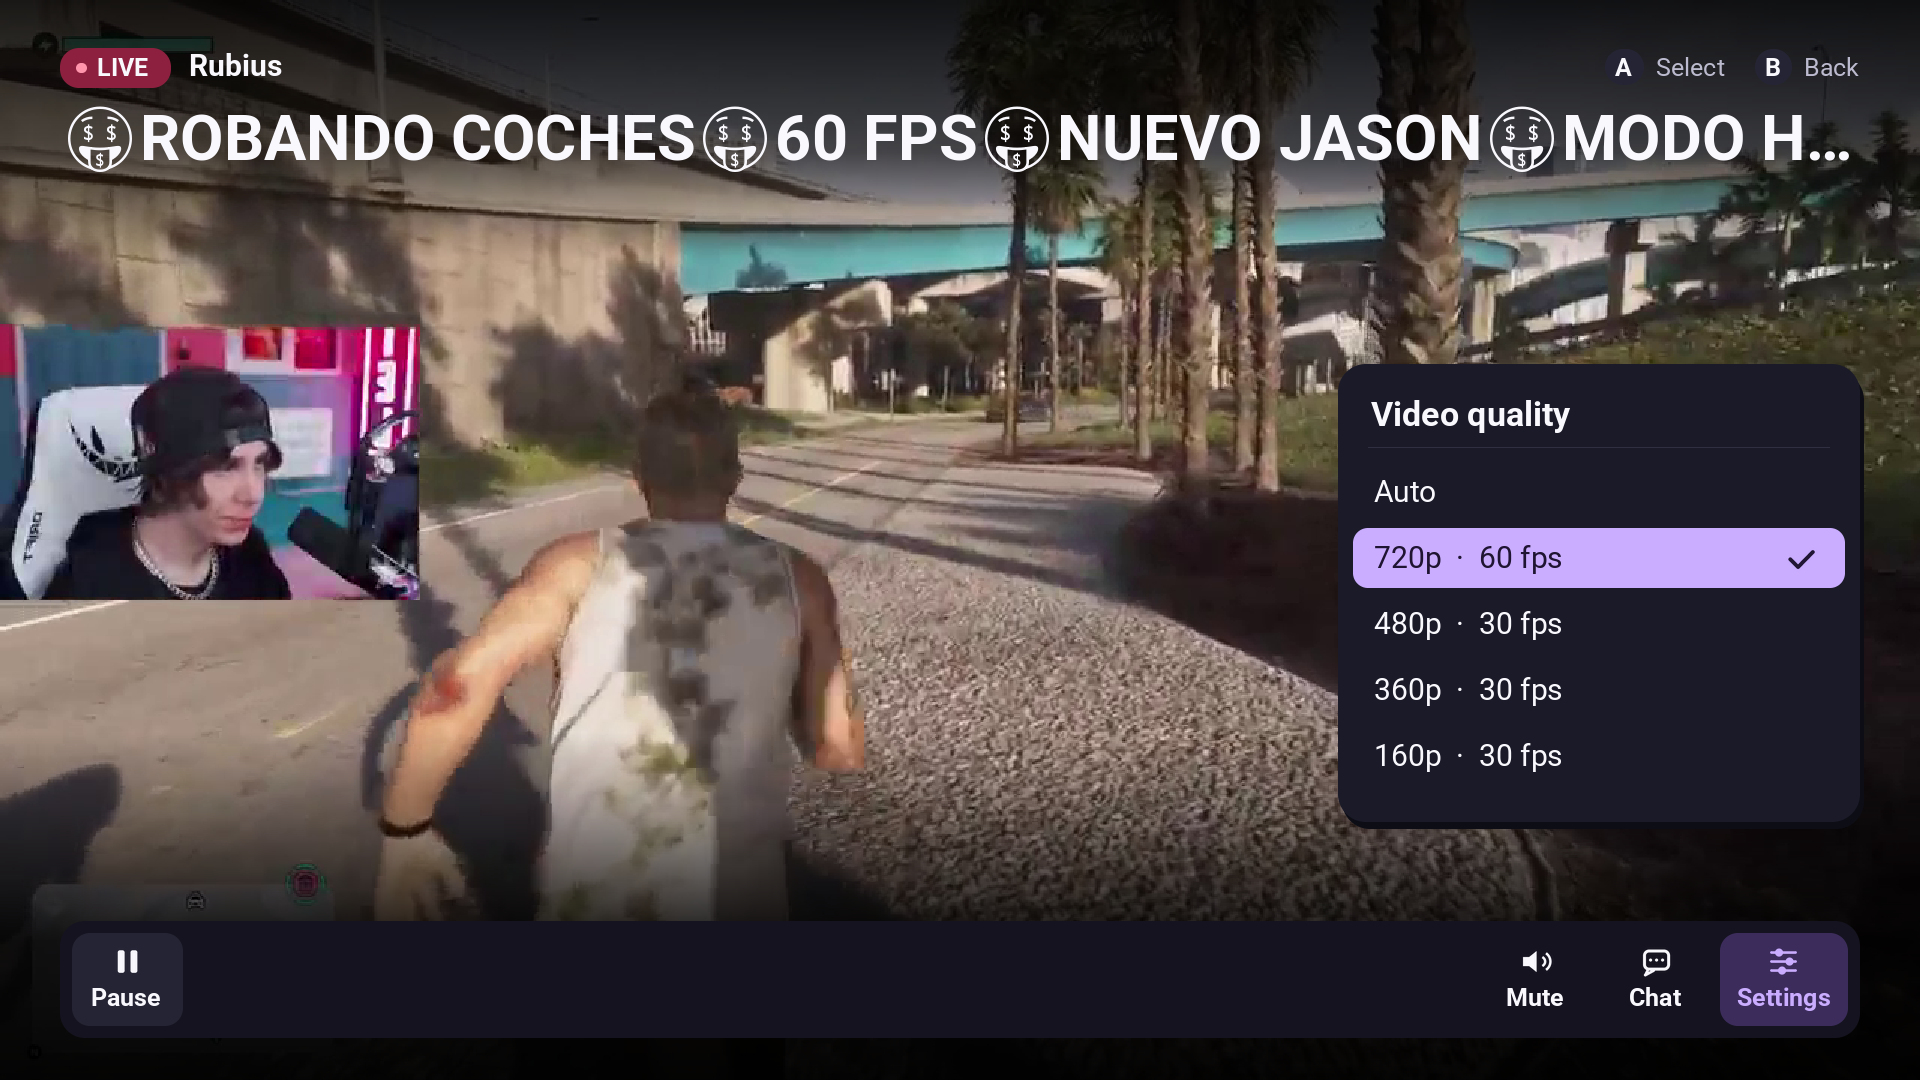 LIVE Rubius
A Select B Back
🤑ROBANDO COCHES🤑60 FPS🤑NUEVO JASON🤑MODO H...
Video quality
Auto
720p · 60 fps
480p · 30 fps
360p · 30 fps
160p · 30 fps
Pause
Mute
Chat
Settings